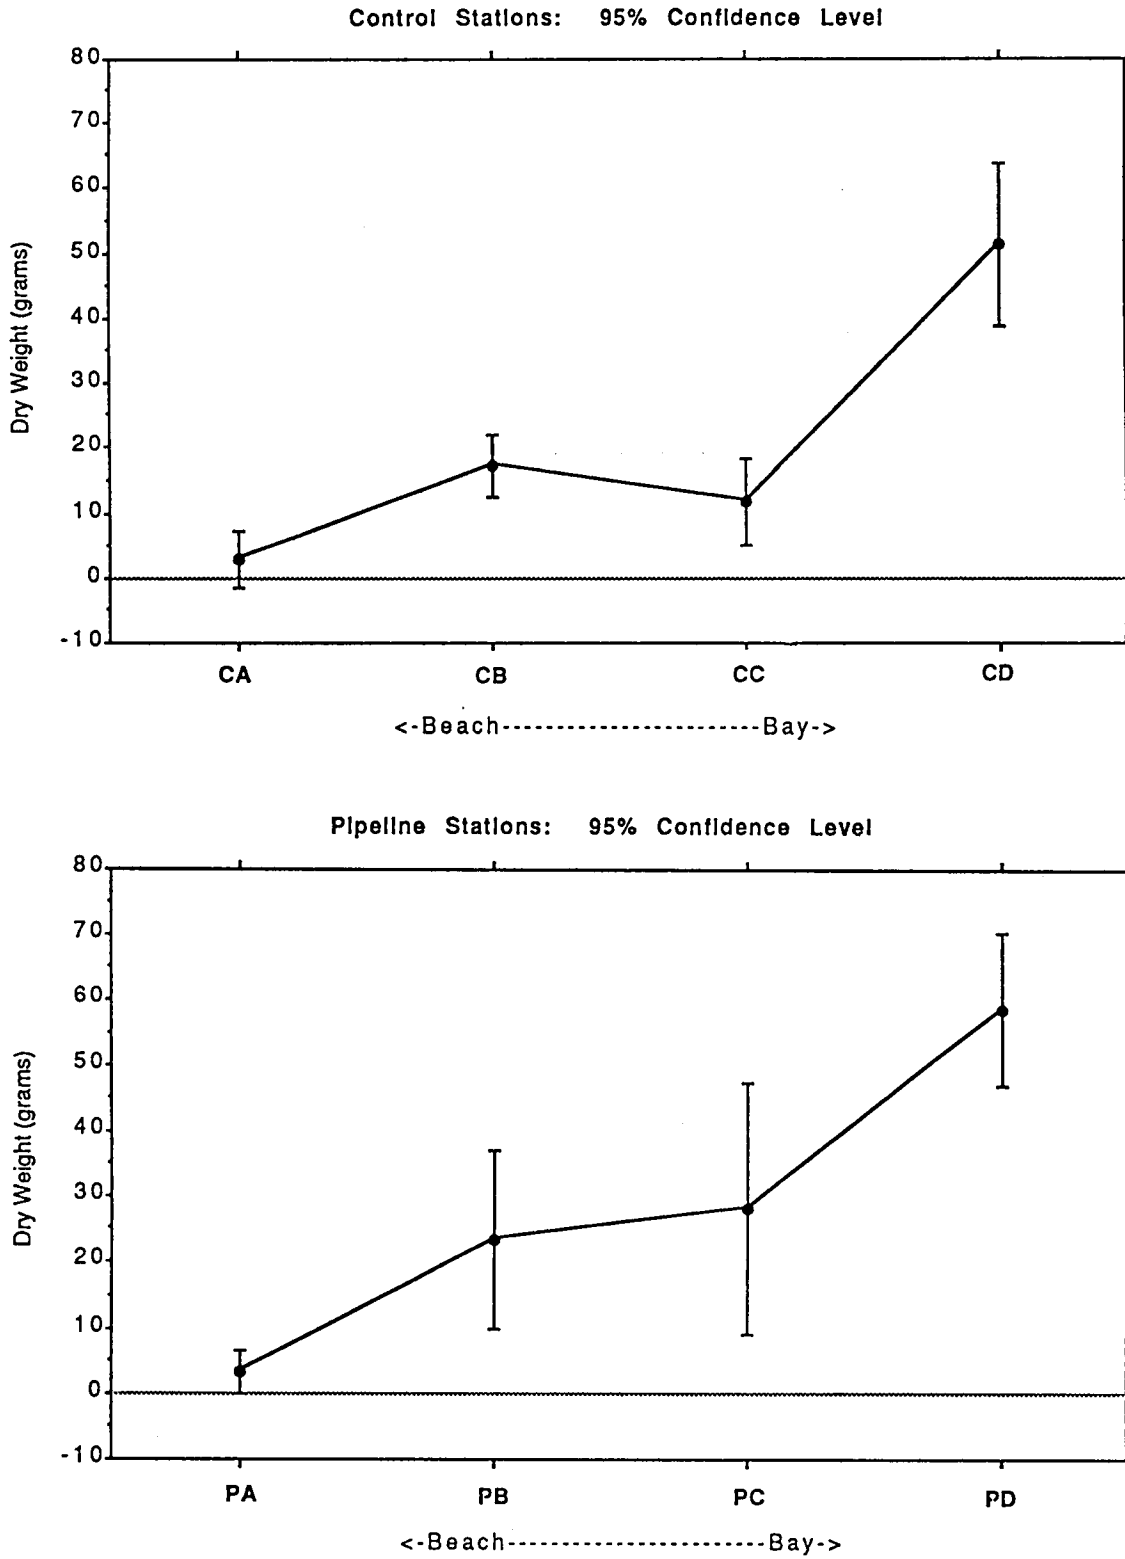 Control Stations: 95% Confidence Level
80
70
60
50
40
30
20
10
0
-10
Dry Weight (grams)
CA CB CC CD
<-Beach------------------------Bay->
Pipeline Stations: 95% Confidence Level
80
70
60
50
40
30
20
10
0
-10
Dry Weight (grams)
PA PB PC PD
<-Beach------------------------Bay->